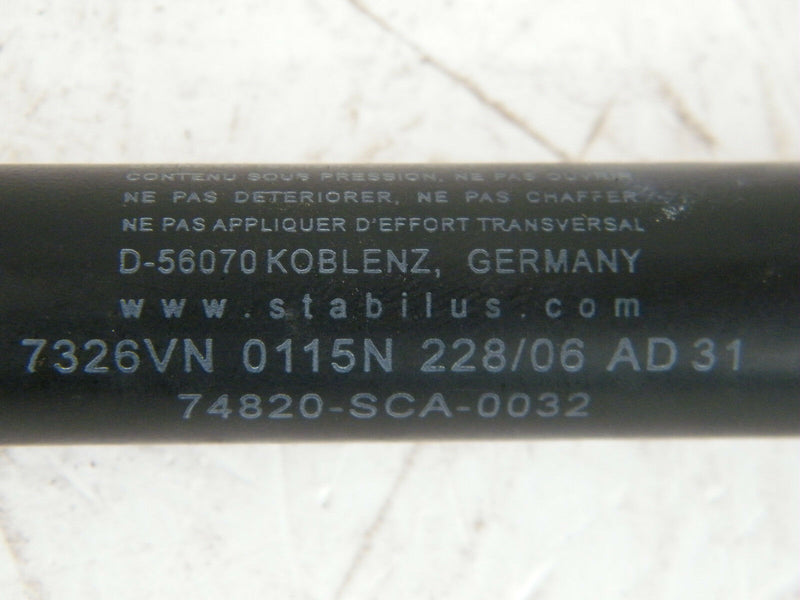 CONTENU SOUS PRESSION, NE PAS OUVRIR
NE PAS DETERIORER, NE PAS CHAFFER
NE PAS APPLIQUER D'EFFORT TRANSVERSAL
D-56070 KOBLENZ, GERMANY
www.stabilus.com
7326VN 0115N 228/06 AD 31
74820-SCA-0032